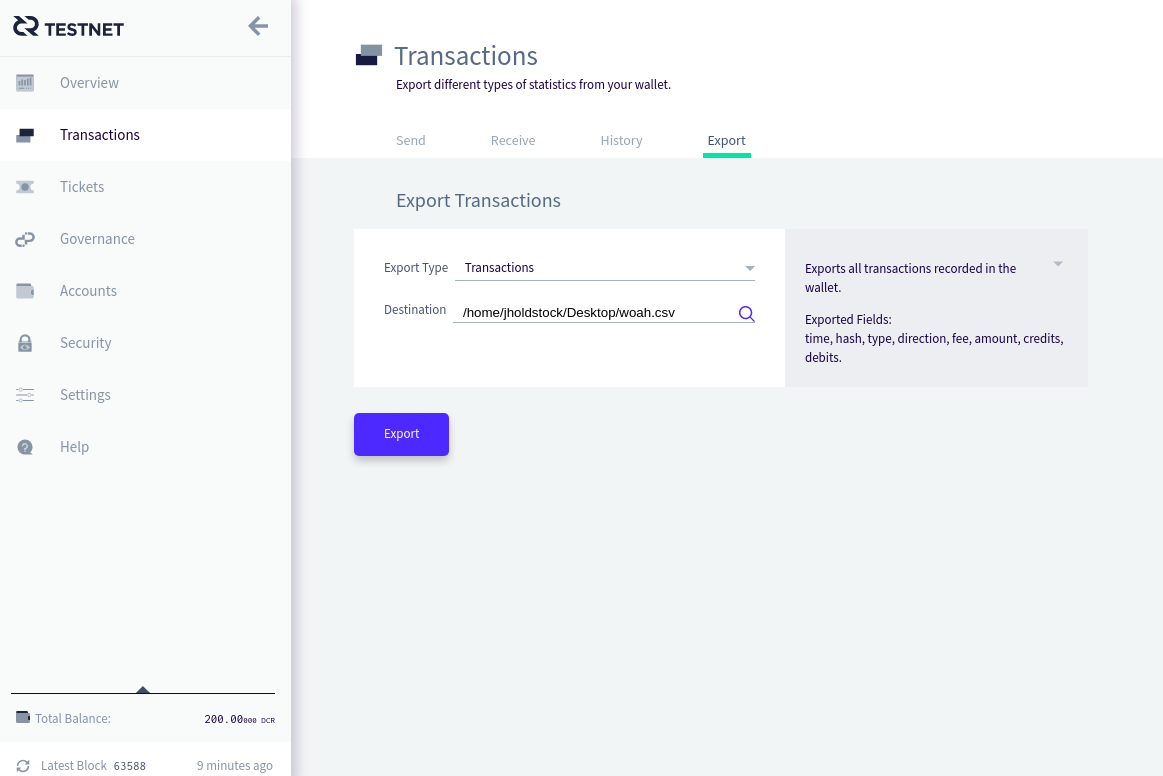 TESTNET
Overview
Transactions
Tickets
Governance
Accounts
Security
Settings
Help
Total Balance: 200.00000 DCR
Latest Block 63588 9 minutes ago
Transactions
Export different types of statistics from your wallet.
Send Receive History Export
Export Transactions
Export Type Transactions
Destination /home/jholdstock/Desktop/woah.csv
Exports all transactions recorded in the
wallet.
Exported Fields:
time, hash, type, direction, fee, amount, credits,
debits.
Export